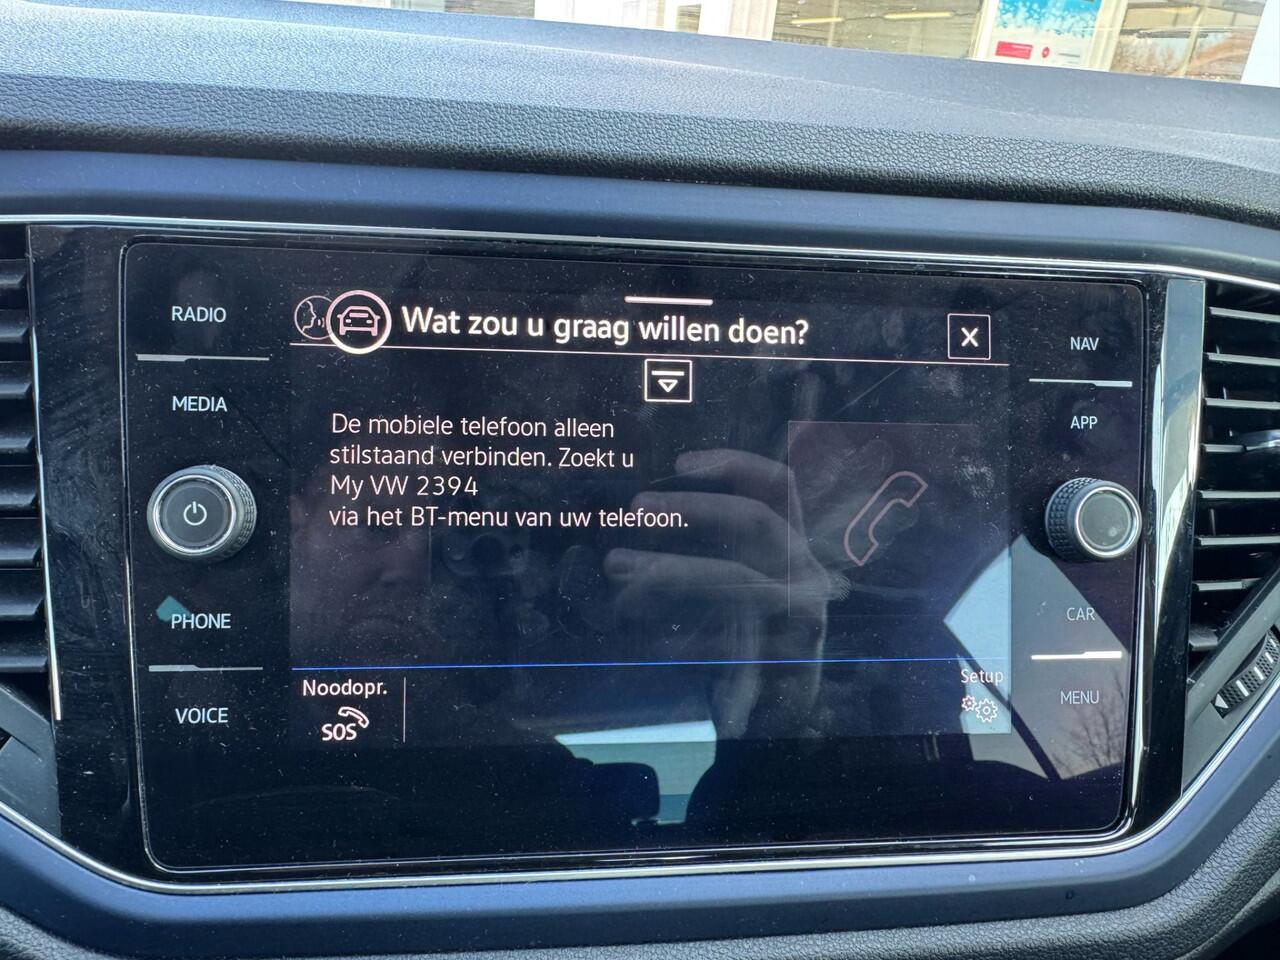 RADIO
MEDIA
PHONE
VOICE
Wat zou u graag willen doen?
X
De mobiele telefoon alleen
stilstaand verbinden. Zoekt u
My VW 2394
via het BT-menu van uw telefoon.
Noodopr.
SOS
Setup
NAV
APP
CAR
MENU